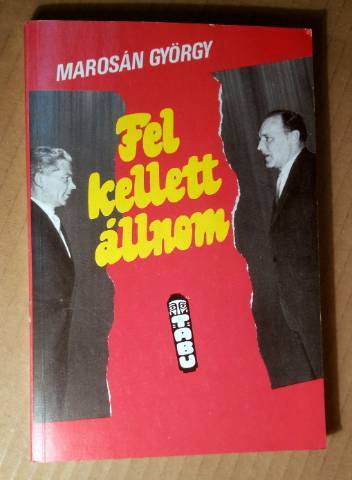 MAROSÁN GYÖRGY
Fel
kellett
állnom
TABU